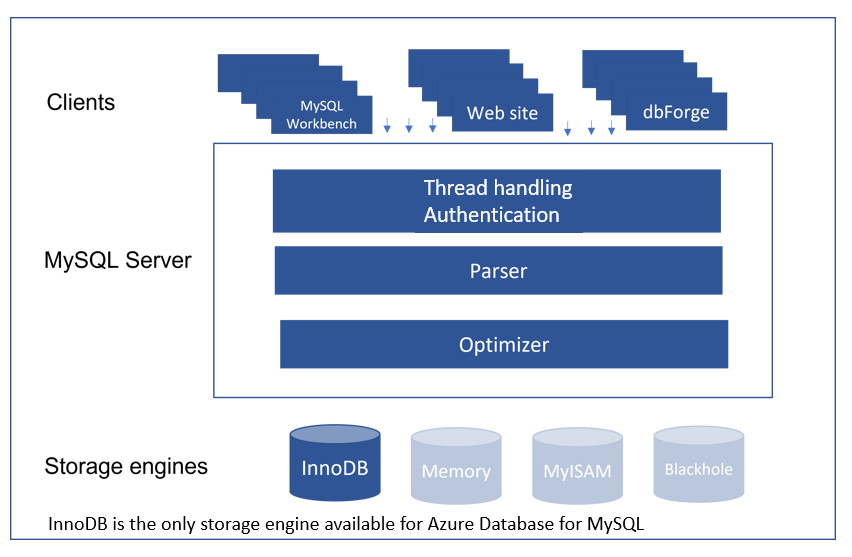 Clients
MySQL
Workbench
Web site
dbForge
MySQL Server
Thread handling
Authentication
Parser
Optimizer
Storage engines
InnoDB
Memory
MyISAM
Blackhole
InnoDB is the only storage engine available for Azure Database for MySQL